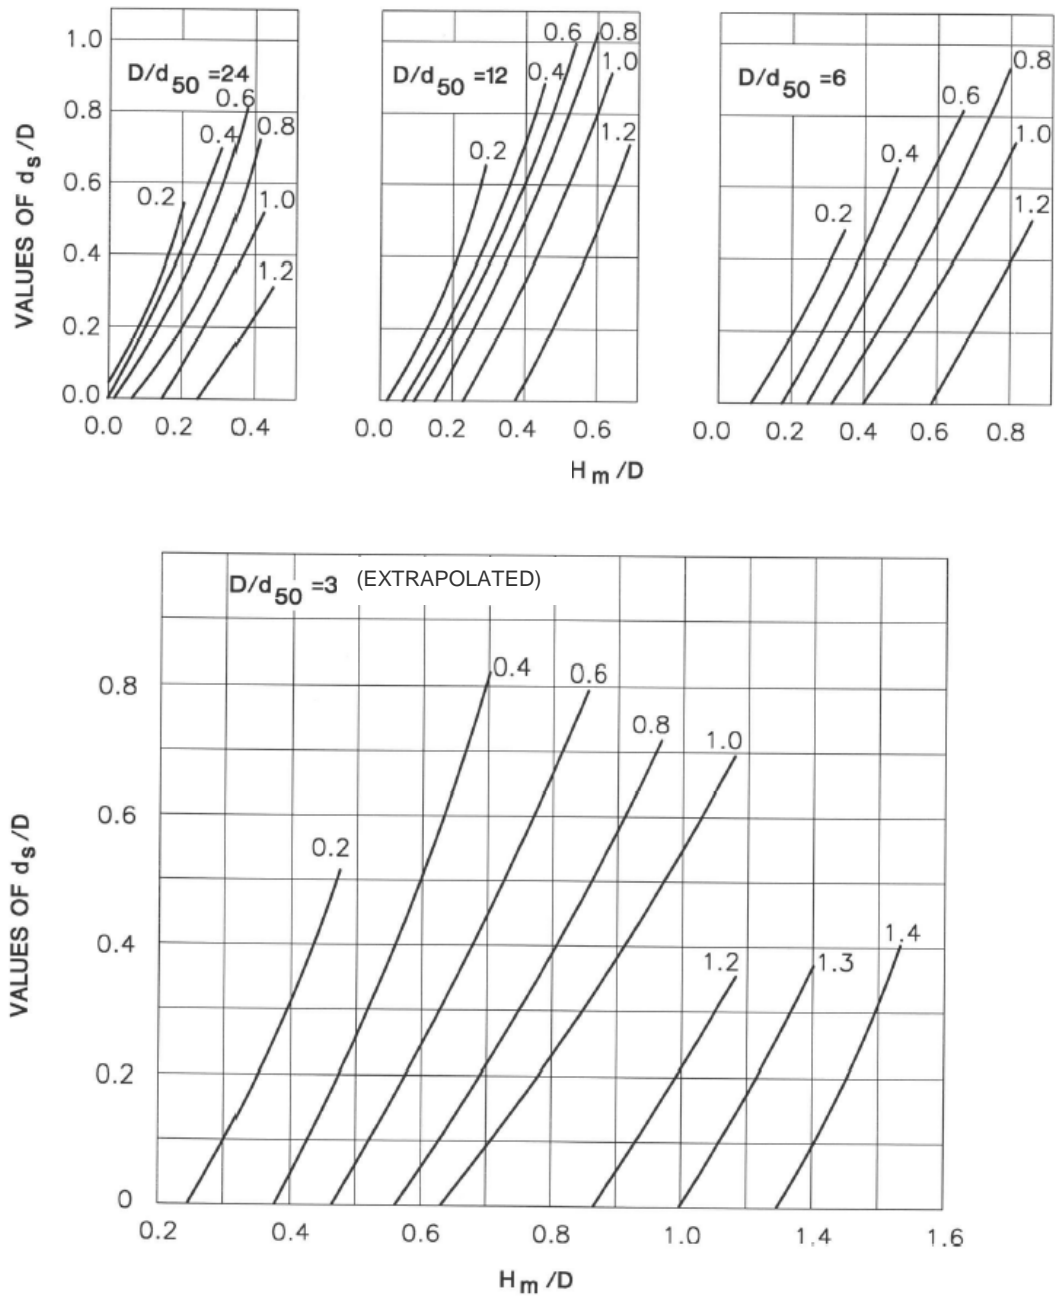 1.0
0.8
0.6
0.4
0.2
0.0
VALUES OF ds/D
D/d50 =24
0.6
0.4
0.8
0.2
1.0
1.2
0.0 0.2 0.4
D/d50 =12
0.6 0.8
0.4 1.0
0.2
1.2
0.0 0.2 0.4 0.6
D/d50 =6
0.8
0.6
1.0
0.4
0.2
1.2
0.0 0.2 0.4 0.6 0.8
Hm/D
D/d50 =3 (EXTRAPOLATED)
0.8
0.6
0.4
0.2
0
VALUES OF ds/D
0.4
0.6
0.8
1.0
0.2
1.2
1.3
1.4
0.2 0.4 0.6 0.8 1.0 1.4 1.6
Hm/D